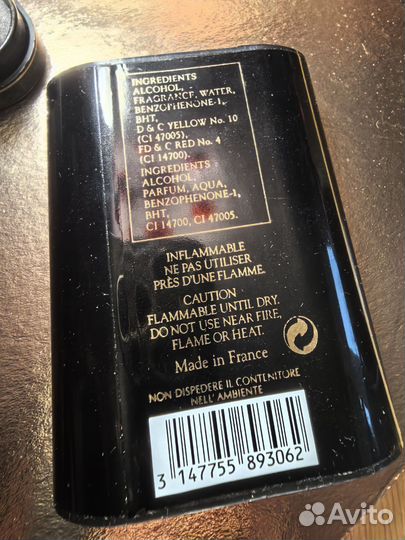 INGREDIENTS
ALCOHOL,
FRAGRANCE, WATER,
BENZOPHENONE-1,
BHT,
D & C YELLOW No. 10
(CI 47005),
FD & C RED No. 4
(CI 14700).
INGREDIENTS
ALCOHOL,
PARFUM, AQUA,
BENZOPHENONE-1,
BHT,
CI 14700, CI 47005.
INFLAMMABLE
NE PAS UTILISER
PRÈS D'UNE FLAMME.
CAUTION
FLAMMABLE UNTIL DRY.
DO NOT USE NEAR FIRE,
FLAME OR HEAT.
Made in France
NON DISPEDERE IL CONTENITORE
NELL'AMBIENTE
3 147755 893062
Avito